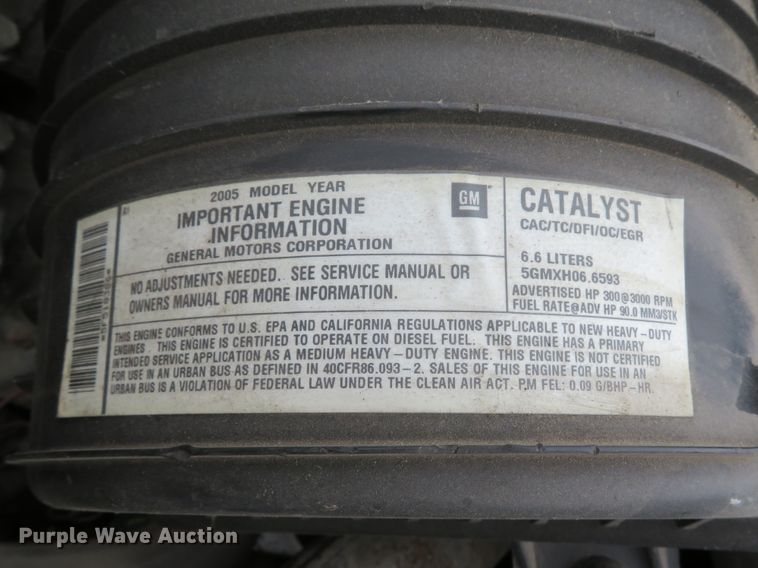 2005 MODEL YEAR
IMPORTANT ENGINE
INFORMATION
GENERAL MOTORS CORPORATION
GM
NO ADJUSTMENTS NEEDED. SEE SERVICE MANUAL OR
OWNERS MANUAL FOR MORE INFORMATION.
CATALYST
CAC/TC/DFI/OC/EGR
6.6 LITERS
5GMXH06.6593
ADVERTISED HP 300@3000 RPM
FUEL RATE@ADV HP 90.0 MM3/STK
THIS ENGINE CONFORMS TO U.S. EPA AND CALIFORNIA REGULATIONS APPLICABLE TO NEW HEAVY-DUTY
ENGINES. THIS ENGINE IS CERTIFIED TO OPERATE ON DIESEL FUEL. THIS ENGINE HAS A PRIMARY
INTENDED SERVICE APPLICATION AS A MEDIUM HEAVY-DUTY ENGINE. THIS ENGINE IS NOT CERTIFIED
FOR USE IN AN URBAN BUS AS DEFINED IN 40CFR86.093-2. SALES OF THIS ENGINE FOR USE IN AN
URBAN BUS IS A VIOLATION OF FEDERAL LAW UNDER THE CLEAN AIR ACT. PM FEL: 0.09 G/BHP-HR.
Purple Wave Auction